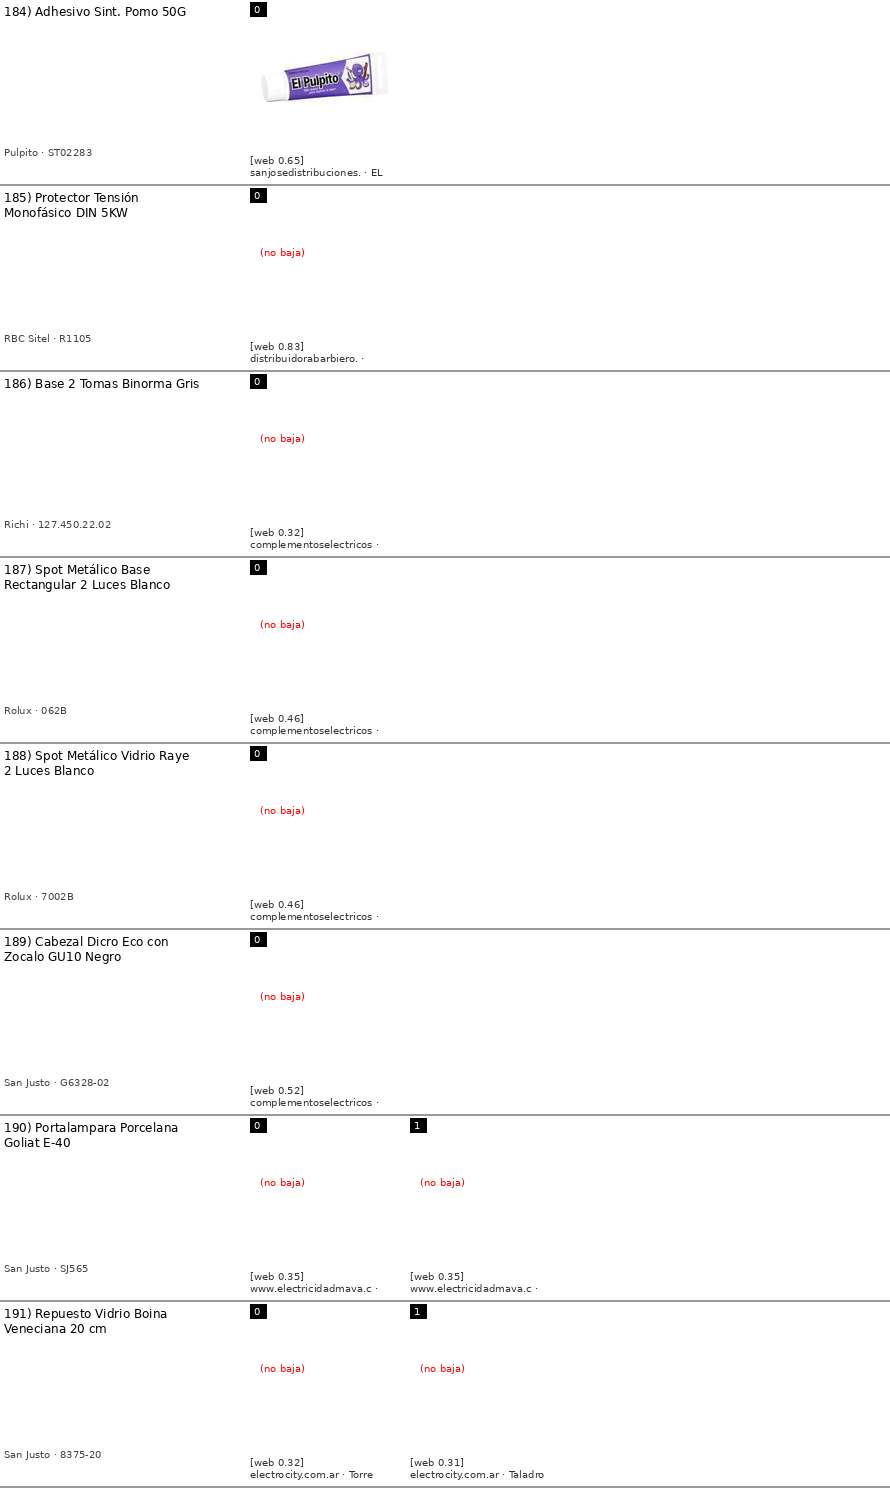 184) Adhesivo Sint. Pomo 50G
0
El Pulpito
Pulpito · ST02283
[web 0.65]
sanjosedistribuciones. · EL
185) Protector Tensión
Monofásico DIN 5KW
0
(no baja)
RBC Sitel · R1105
[web 0.83]
distribuidorabarbiero. ·
186) Base 2 Tomas Binorma Gris
0
(no baja)
Richi · 127.450.22.02
[web 0.32]
complementoselectricos ·
187) Spot Metálico Base
Rectangular 2 Luces Blanco
0
(no baja)
Rolux · 062B
[web 0.46]
complementoselectricos ·
188) Spot Metálico Vidrio Raye
2 Luces Blanco
0
(no baja)
Rolux · 7002B
[web 0.46]
complementoselectricos ·
189) Cabezal Dicro Eco con
Zocalo GU10 Negro
0
(no baja)
San Justo · G6328-02
[web 0.52]
complementoselectricos ·
190) Portalampara Porcelana
Goliat E-40
0 1
(no baja) (no baja)
San Justo · SJ565
[web 0.35] [web 0.35]
www.electricidadmava.c · www.electricidadmava.c ·
191) Repuesto Vidrio Boina
Veneciana 20 cm
0 1
(no baja) (no baja)
San Justo · 8375-20
[web 0.32] [web 0.31]
electrocity.com.ar · Torre electrocity.com.ar · Taladro